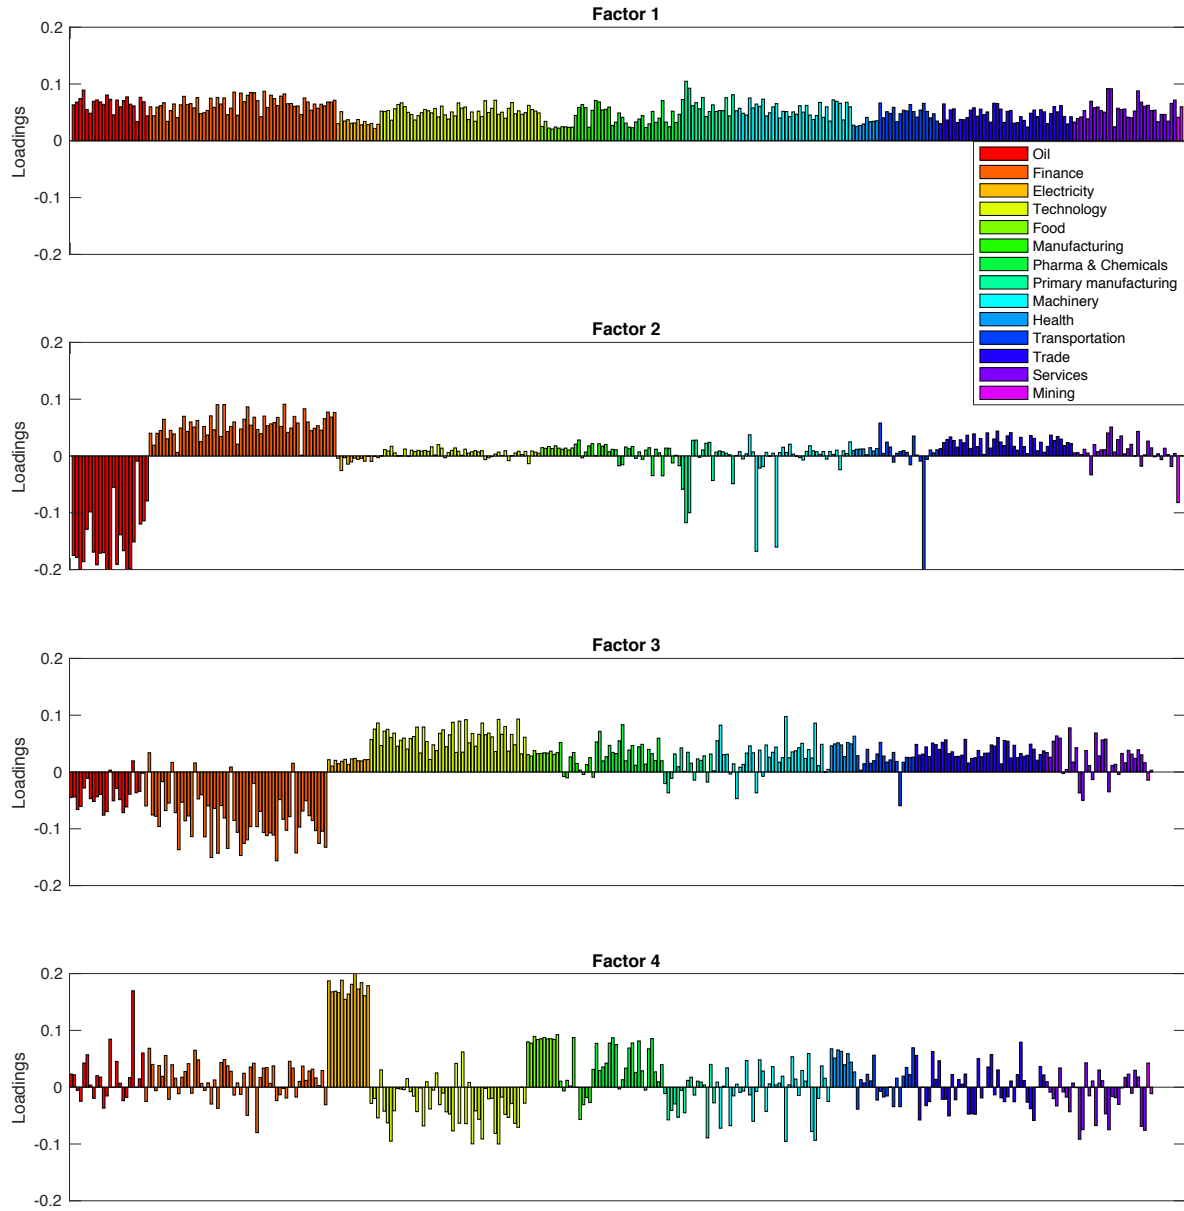 Factor 1
0.2
0.1
0
-0.1
-0.2
Loadings
Oil
Finance
Electricity
Technology
Food
Manufacturing
Pharma & Chemicals
Primary manufacturing
Machinery
Health
Transportation
Trade
Services
Mining
Factor 2
0.2
0.1
0
-0.1
-0.2
Loadings
Factor 3
0.2
0.1
0
-0.1
-0.2
Loadings
Factor 4
0.2
0.1
0
-0.1
-0.2
Loadings